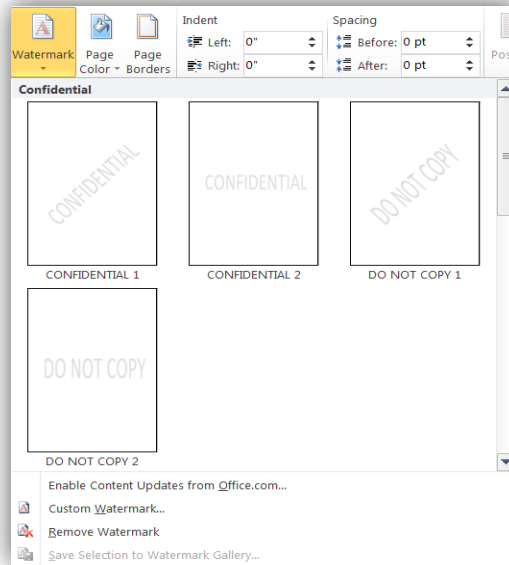 Indent Spacing
Watermark Page Color Page Borders Left: 0" Before: 0 pt
Right: 0" After: 0 pt
Confidential
CONFIDENTIAL CONFIDENTIAL DO NOT COPY
CONFIDENTIAL 1 CONFIDENTIAL 2 DO NOT COPY 1
DO NOT COPY
DO NOT COPY 2
Enable Content Updates from Office.com...
Custom Watermark...
Remove Watermark
Save Selection to Watermark Gallery...